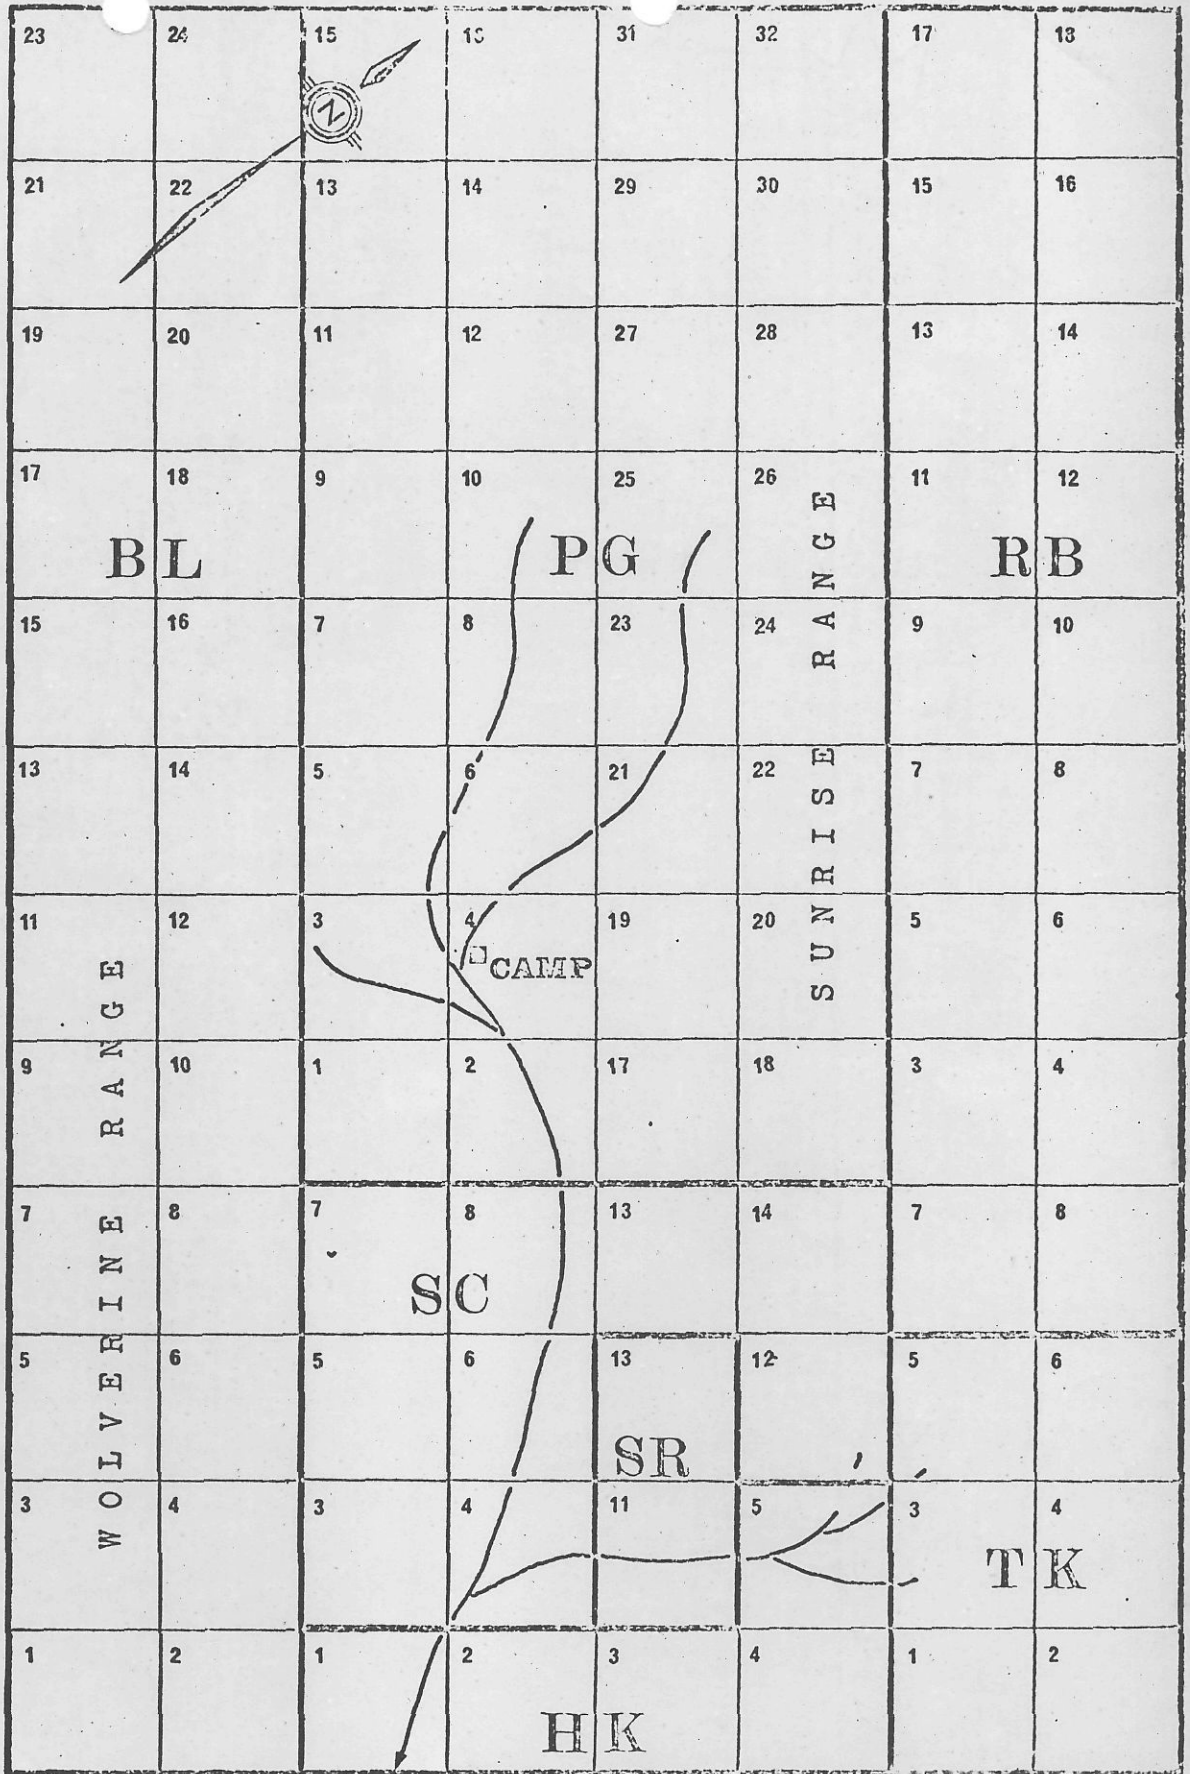 23 24 15 16 31 32 17 18
N
21 22 13 14 29 30 15 16
19 20 11 12 27 28 13 14
17 18 9 10 25 26 11 12
BL PG RB
15 16 7 8 23 24 9 10
13 14 5 6 21 22 7 8
SUNRISE RANGE
11 12 3 4 19 20 5 6
CAMP
9 10 1 2 17 18 3 4
WOLVERINE RANGE
7 8 7 8 13 14 7 8
SC
5 6 5 6 13 12 5 6
SR
3 4 3 4 11 5 3 4
TK
1 2 1 2 3 4 1 2
HK